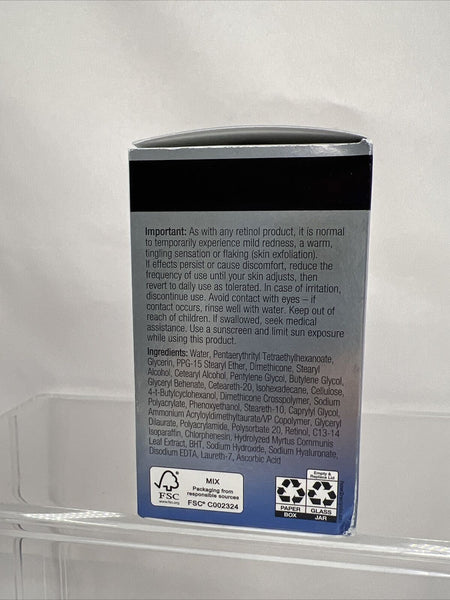 Important: As with any retinol product, it is normal
to temporarily experience mild redness, a warm,
tingling sensation or flaking (skin exfoliation).
If effects persist or cause discomfort, reduce the
frequency of use until your skin adjusts, then
revert to daily use as tolerated. In case of irritation,
discontinue use. Avoid contact with eyes – if
contact occurs, rinse well with water. Keep out of
reach of children. If swallowed, seek medical
assistance. Use a sunscreen and limit sun exposure
while using this product.
Ingredients: Water, Pentaerythrityl Tetraethylhexanoate,
Glycerin, PPG-15 Stearyl Ether, Dimethicone, Stearyl
Alcohol, Cetearyl Alcohol, Pentylene Glycol, Butylene Glycol,
Glyceryl Behenate, Ceteareth-20, Isohexadecane, Cellulose,
4-t-Butylcyclohexanol, Dimethicone Crosspolymer, Sodium
Polyacrylate, Phenoxyethanol, Steareth-10, Caprylyl Glycol,
Ammonium Acryloyldimethyltaurate/VP Copolymer, Glyceryl
Dilaurate, Polyacrylamide, Polysorbate 20, Retinol, C13-14
Isoparaffin, Chlorphenesin, Hydrolyzed Myrtus Communis
Leaf Extract, BHT, Sodium Hydroxide, Sodium Hyaluronate,
Disodium EDTA, Laureth-7, Ascorbic Acid
FSC
www.fsc.org
MIX
Packaging from
responsible sources
FSC® C002324
Empty &
Replace Lid
PAPER
BOX
GLASS
JAR